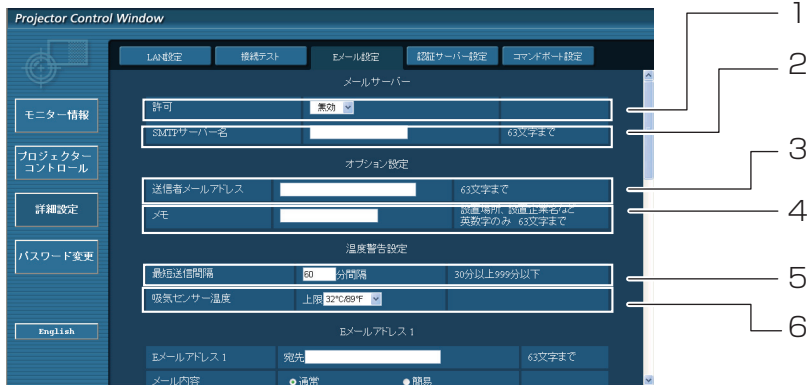 Projector Control Window
LAN設定 接続テスト Eメール設定 認証サーバー設定 コマンドポート設定
メールサーバー
許可 無効 1
SMTPサーバー名 63文字まで 2
オプション設定
送信者メールアドレス 63文字まで 3
メモ 設置場所、設置企業名など 英数字のみ 63文字まで 4
温度警告設定
最短送信間隔 60 分間隔 30分以上999分以下 5
吸気センサー温度 上限 32°C/89°F 6
Eメールアドレス 1
Eメールアドレス 1 宛先 63文字まで
メール内容 通常 簡易
モニター情報
プロジェクター
コントロール
詳細設定
パスワード変更
English